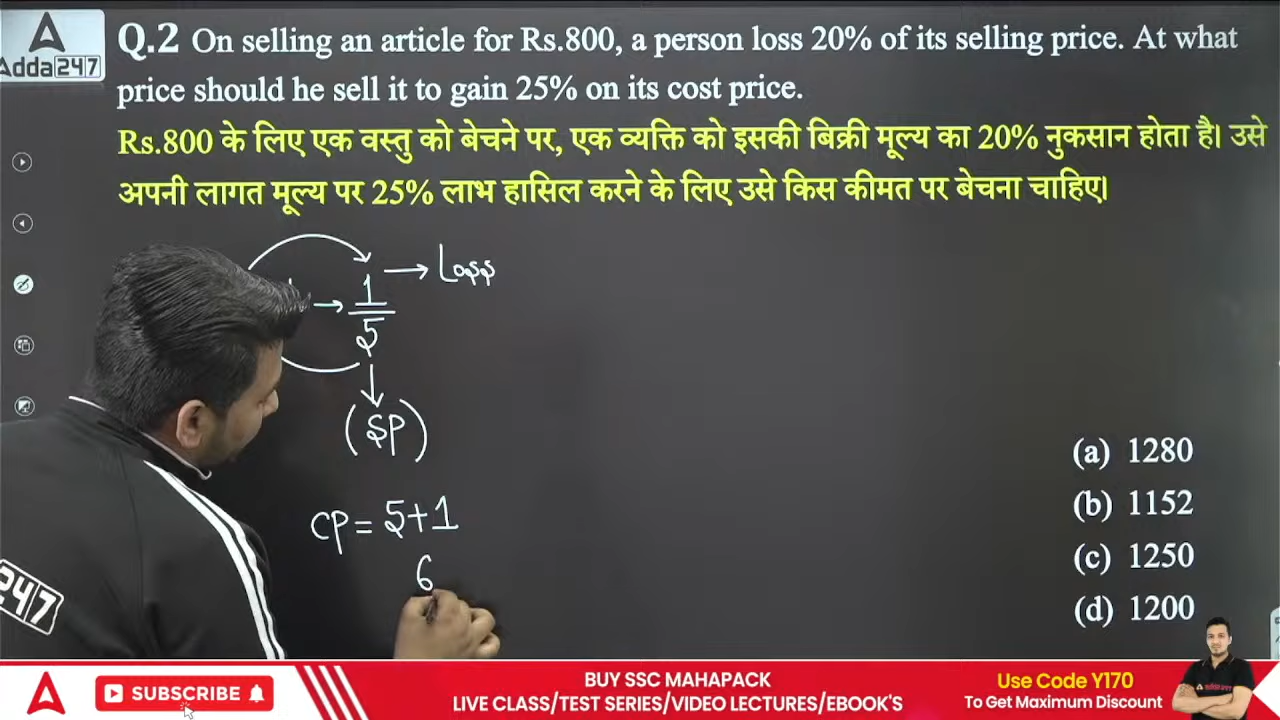 Adda247
Q.2 On selling an article for Rs.800, a person loss 20% of its selling price. At what
price should he sell it to gain 25% on its cost price.
Rs.800 के लिए एक वस्तु को बेचने पर, एक व्यक्ति को इसकी बिक्री मूल्य का 20% नुकसान होता है। उसे
अपनी लागत मूल्य पर 25% लाभ हासिल करने के लिए उसे किस कीमत पर बेचना चाहिए।
→ 1 → Loss
5
(SP)
CP = 5+1
6
(a) 1280
(b) 1152
(c) 1250
(d) 1200
247
SUBSCRIBE
BUY SSC MAHAPACK
LIVE CLASS/TEST SERIES/VIDEO LECTURES/EBOOK'S
Use Code Y170
To Get Maximum Discount